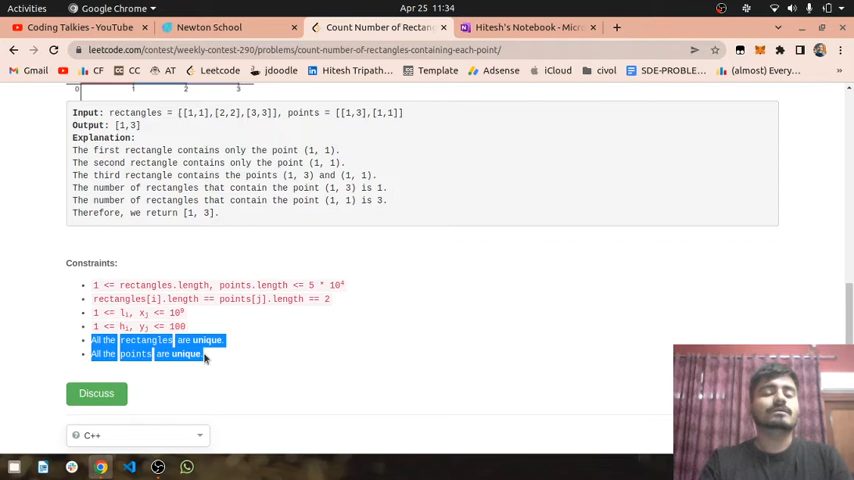 Activities
Google Chrome
Apr 25 11:34
Coding Talkies - YouTube
Newton School
Count Number of Rectan
Hitesh's Notebook - Micros
leetcode.com/contest/weekly-contest-290/problems/count-number-of-rectangles-containing-each-point/
Gmail
CF
CC
AT
Leetcode
jdoodle
Hitesh Tripath...
Template
Adsense
icon
civol
SDE-PROBLE...
(almost) Everythi...
0 1 2 3
Input: rectangles = [[1,1],[2,2],[3,3]], points = [[1,3],[1,1]]
Output: [1,3]
Explanation:
The first rectangle contains only the point (1, 1).
The second rectangle contains only the point (1, 1).
The third rectangle contains the points (1, 3) and (1, 1).
The number of rectangles that contain the point (1, 3) is 1.
The number of rectangles that contain the point (1, 1) is 3.
Therefore, we return [1, 3].
Constraints:
• 1 <= rectangles.length, points.length <= 5 * 10⁴
• rectangles[i].length == points[j].length == 2
• 1 <= lᵢ, xⱼ <= 10⁹
• 1 <= hᵢ, yⱼ <= 100
• All the rectangles are unique.
• All the points are unique.
Discuss
C++